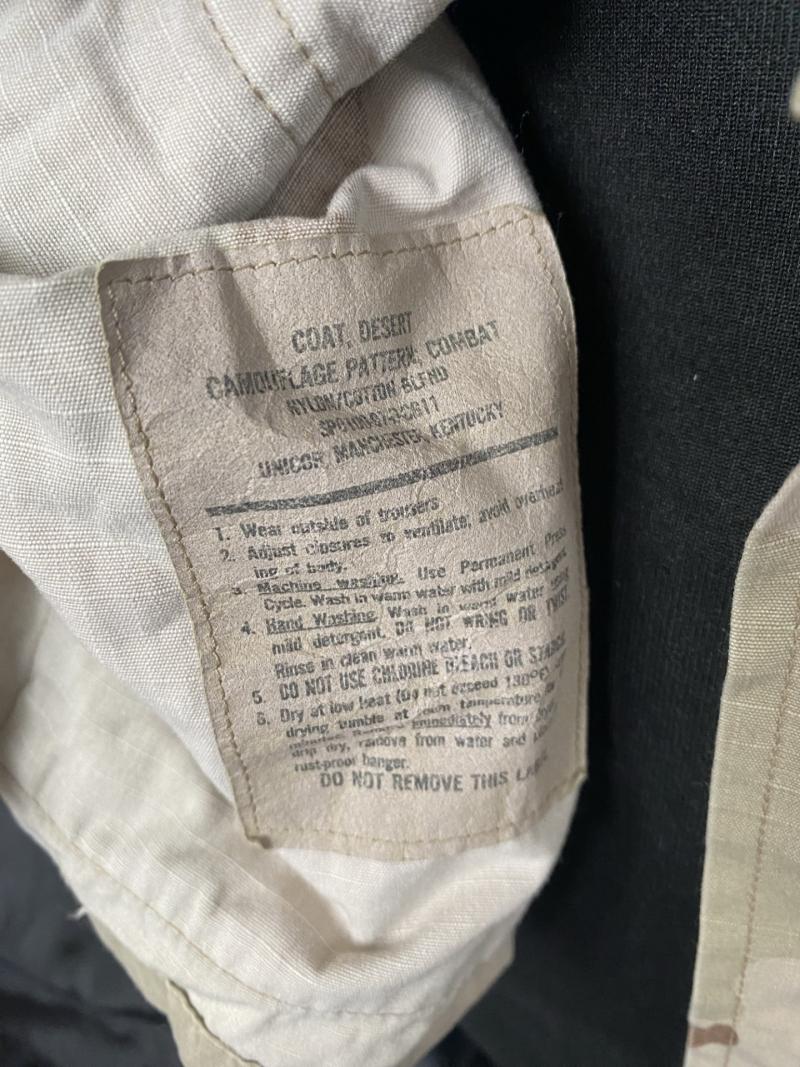 COAT, DESERT
CAMOUFLAGE PATTERN, COMBAT
NYLON/COTTON BLEND
UNICOR, MANCHESTER, KENTUCKY
1. Wear outside of trousers
2. Adjust closures to ventilate; avoid overheat
ing of body.
3. Machine washing. Use Permanent Press
Cycle. Wash in warm water with mild detergent.
4. Hand Washing Wash in warm water using
mild detergent. DO NOT WRING OR TWIST.
Rinse in clean warm water.
5. DO NOT USE CHLORINE BLEACH OR STARCH.
6. Dry at low heat (Do not exceed 130°F).
drying tumble at room temperature
Remove immediately from
drip dry, remove from water and
rust-proof hanger.
DO NOT REMOVE THIS LABEL